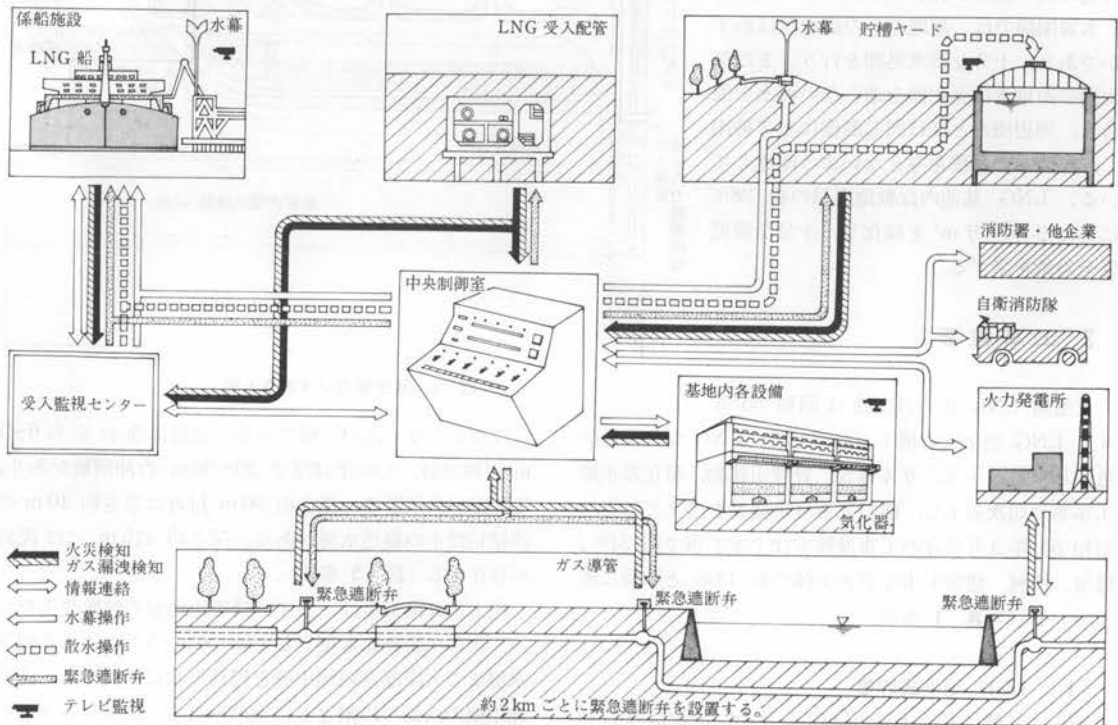 係船施設
水幕
LNG 船
LNG 受入配管
水幕
貯槽ヤード
消防署・他企業
自衛消防隊
中央制御室
受入監視センター
基地内各設備
火力発電所
気化器
火災検知
ガス漏洩検知
情報連絡
水幕操作
散水操作
緊急遮断弁
テレビ監視
ガス導管
緊急遮断弁
緊急遮断弁
緊急遮断弁
約2kmごとに緊急遮断弁を設置する。